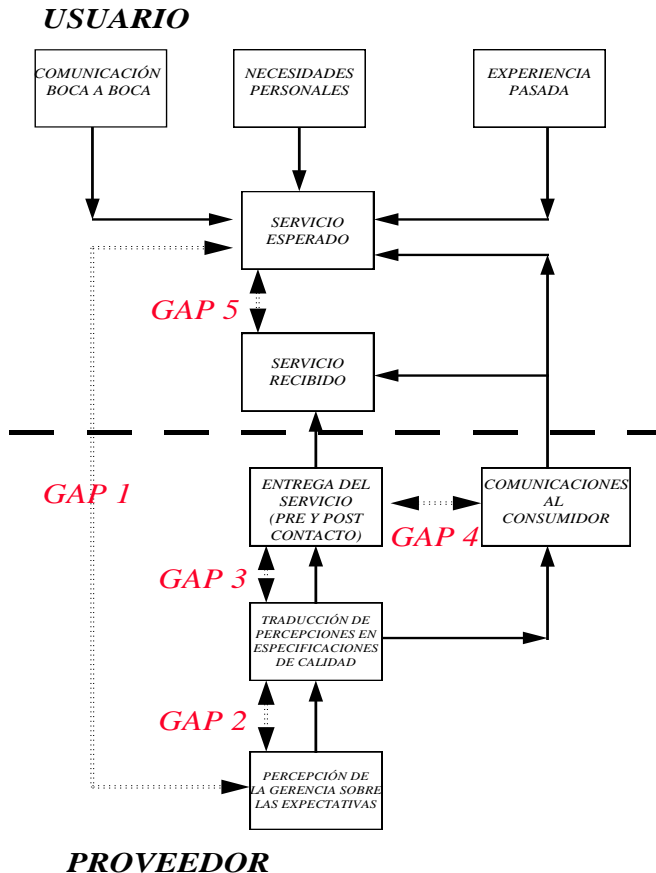 USUARIO
COMUNICACIÓN
BOCA A BOCA
NECESIDADES
PERSONALES
EXPERIENCIA
PASADA
SERVICIO
ESPERADO
GAP 5
SERVICIO
RECIBIDO
GAP 1
ENTREGA DEL
SERVICIO
(PRE Y POST
CONTACTO)
GAP 4
COMUNICACIONES
AL
CONSUMIDOR
GAP 3
TRADUCCIÓN DE
PERCEPCIONES EN
ESPECIFICACIONES
DE CALIDAD
GAP 2
PERCEPCIÓN DE
LA GERENCIA SOBRE
LAS EXPECTATIVAS
PROVEEDOR